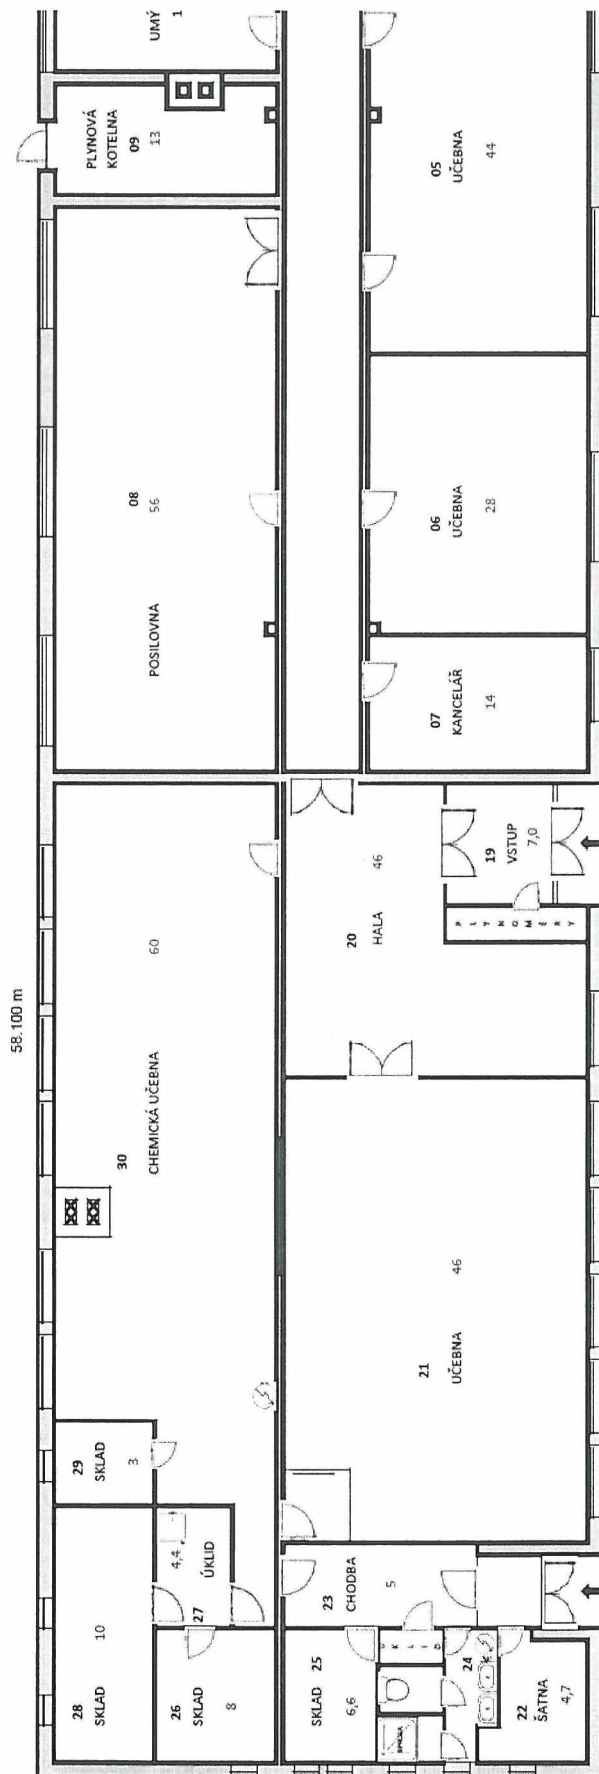 58.100 m
28
SKLAD
10
29
SKLAD
3
26
SKLAD
8
27
ÚKLID
4,4
30
CHEMICKÁ UČEBNA
60
08
POSILOVNA
56
PLYNOVÁ
KOTELNA
09
13
UMÝ
1
SKLAD
25
6,6
23
CHODBA
5
ÚKLID
SPRCHA
24
22
ŠATNA
4,7
21
UČEBNA
46
20
HALA
46
PLYNOMĚRY
19
VSTUP
7,0
07
KANCELÁŘ
14
06
UČEBNA
28
05
UČEBNA
44